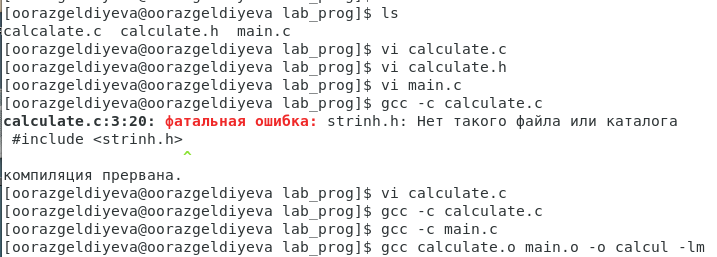 [oorazgeldiyeva@oorazgeldiyeva lab_prog]$ ls
calcalate.c  calculate.h  main.c
[oorazgeldiyeva@oorazgeldiyeva lab_prog]$ vi calculate.c
[oorazgeldiyeva@oorazgeldiyeva lab_prog]$ vi calculate.h
[oorazgeldiyeva@oorazgeldiyeva lab_prog]$ vi main.c
[oorazgeldiyeva@oorazgeldiyeva lab_prog]$ gcc -c calculate.c
calculate.c:3:20: фатальная ошибка: strinh.h: Нет такого файла или каталога
 #include <strinh.h>
                    ^
компиляция прервана.
[oorazgeldiyeva@oorazgeldiyeva lab_prog]$ vi calculate.c
[oorazgeldiyeva@oorazgeldiyeva lab_prog]$ gcc -c calculate.c
[oorazgeldiyeva@oorazgeldiyeva lab_prog]$ gcc -c main.c
[oorazgeldiyeva@oorazgeldiyeva lab_prog]$ gcc calculate.o main.o -o calcul -lm